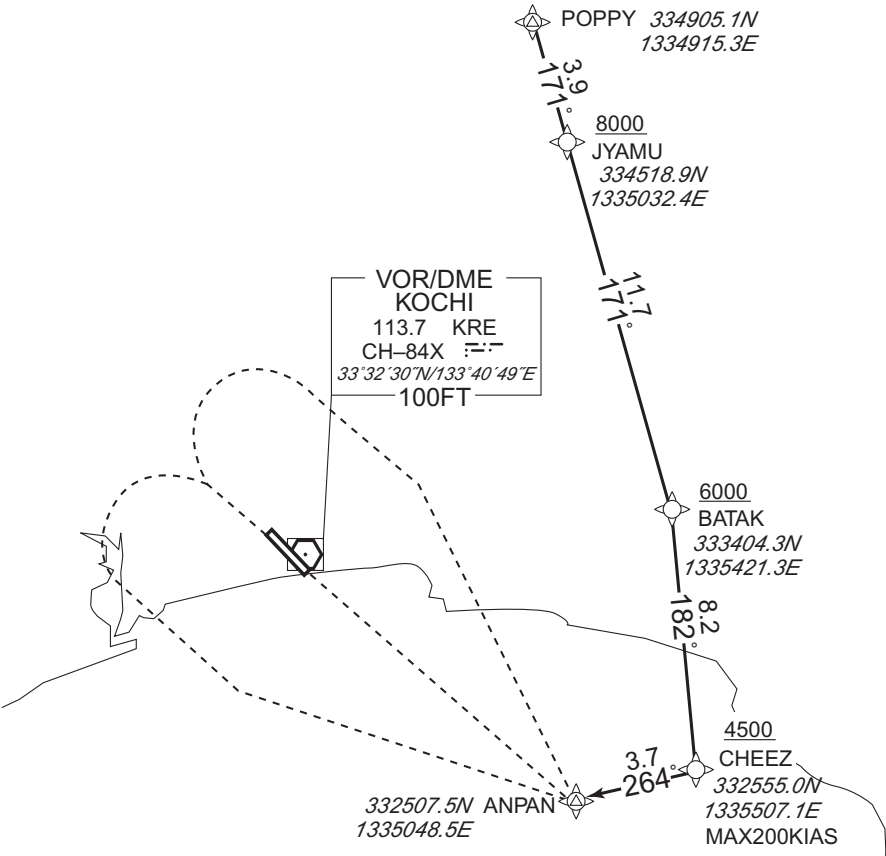 POPPY 334905.1N
1334915.3E
3.9
171°
8000
JYAMU
334518.9N
1335032.4E
11.7
171°
VOR/DME
KOCHI
113.7 KRE
CH–84X
33°32´30˝N/133°40´49˝E
100FT
6000
BATAK
333404.3N
1335421.3E
8.2
182°
4500
CHEEZ
332555.0N
1335507.1E
MAX200KIAS
3.7
264°
332507.5N ANPAN
1335048.5E